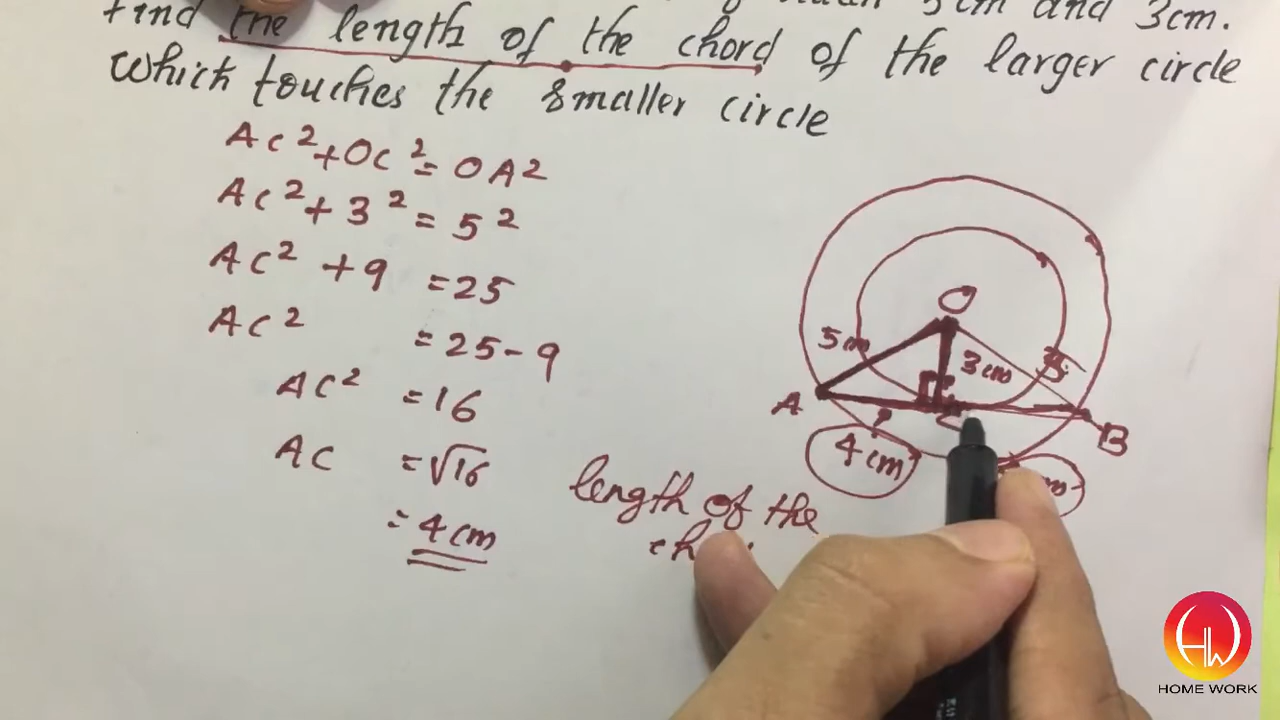 find the length of the chord of the larger circle
which touches the smaller circle
AC²+OC²=OA²
AC²+3²=5²
AC²+9=25
AC²=25-9
AC²=16
AC=√16
=4cm
length of the
O
5cm
3cm
A
B
4cm
HW
HOME WORK